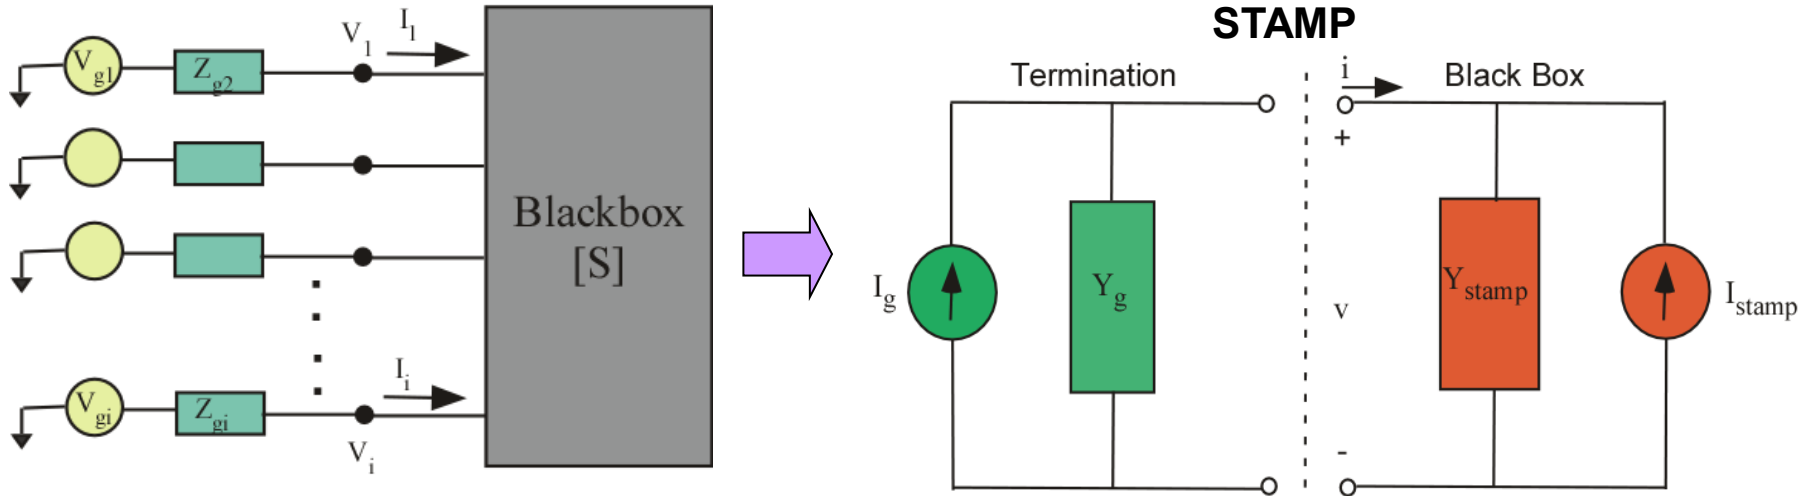 V1 I1
Vg1
Zg2
Blackbox
[S]
Ii
Vgi
Zgi
Vi
STAMP
Termination
i
Black Box
+
Ig
Yg
v
Ystamp
Istamp
-